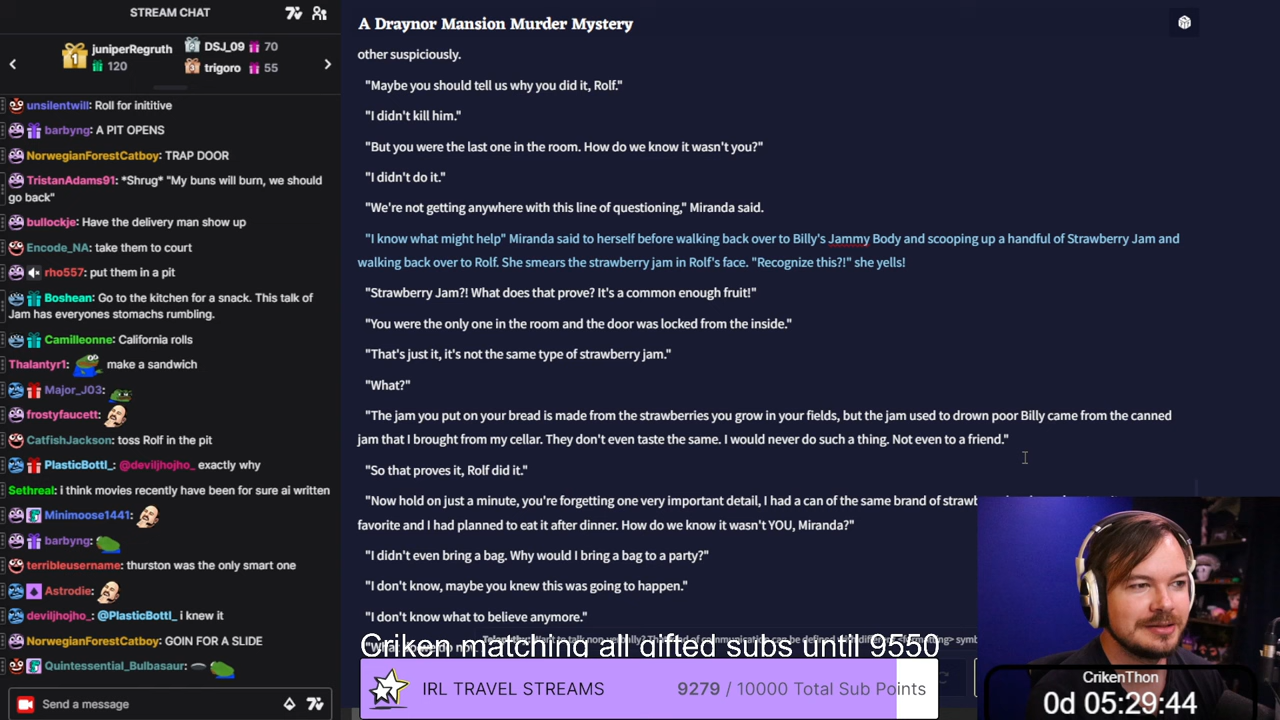 STREAM CHAT
juniperRegruth
120
DSJ_09 70
trigoro 55
unsilentwill: Roll for inititive
barbyng: A PIT OPENS
NorwegianForestCatboy: TRAP DOOR
TristanAdams91: *Shrug* "My buns will burn, we should
go back"
bullockje: Have the delivery man show up
Encode_NA: take them to court
rho557: put them in a pit
Boshean: Go to the kitchen for a snack. This talk of
Jam has everyones stomachs rumbling.
Camilleonne: California rolls
Thalantyr1: make a sandwich
Major_J03:
frostyfaucett:
CatfishJackson: toss Rolf in the pit
PlasticBottl_: @deviljhojho_ exactly why
Sethreal: i think movies recently have been for sure ai written
Minimoose1441:
barbyng:
terribleusername: thurston was the only smart one
Astrodie:
deviljhojho_: @PlasticBottl_ i knew it
NorwegianForestCatboy: GOIN FOR A SLIDE
Quintessential_Bulbasaur:
Send a message
A Draynor Mansion Murder Mystery
other suspiciously.
"Maybe you should tell us why you did it, Rolf."
"I didn't kill him."
"But you were the last one in the room. How do we know it wasn't you?"
"I didn't do it."
"We're not getting anywhere with this line of questioning," Miranda said.
"I know what might help" Miranda said to herself before walking back over to Billy's Jammy Body and scooping up a handful of Strawberry Jam and
walking back over to Rolf. She smears the strawberry jam in Rolf's face. "Recognize this?!" she yells!
"Strawberry Jam?! What does that prove? It's a common enough fruit!"
"You were the only one in the room and the door was locked from the inside."
"That's just it, it's not the same type of strawberry jam."
"What?"
"The jam you put on your bread is made from the strawberries you grow in your fields, but the jam used to drown poor Billy came from the canned
jam that I brought from my cellar. They don't even taste the same. I would never do such a thing. Not even to a friend."
"So that proves it, Rolf did it."
"Now hold on just a minute, you're forgetting one very important detail, I had a can of the same brand of
favorite and I had planned to eat it after dinner. How do we know it wasn't YOU, Miranda?"
"I didn't even bring a bag. Why would I bring a bag to a party?"
"I don't know, maybe you knew this was going to happen."
"I don't know what to believe anymore."
Criken matching all gifted subs until 9550
IRL TRAVEL STREAMS 9279 / 10000 Total Sub Points
CrikenThon
0d 05:29:44